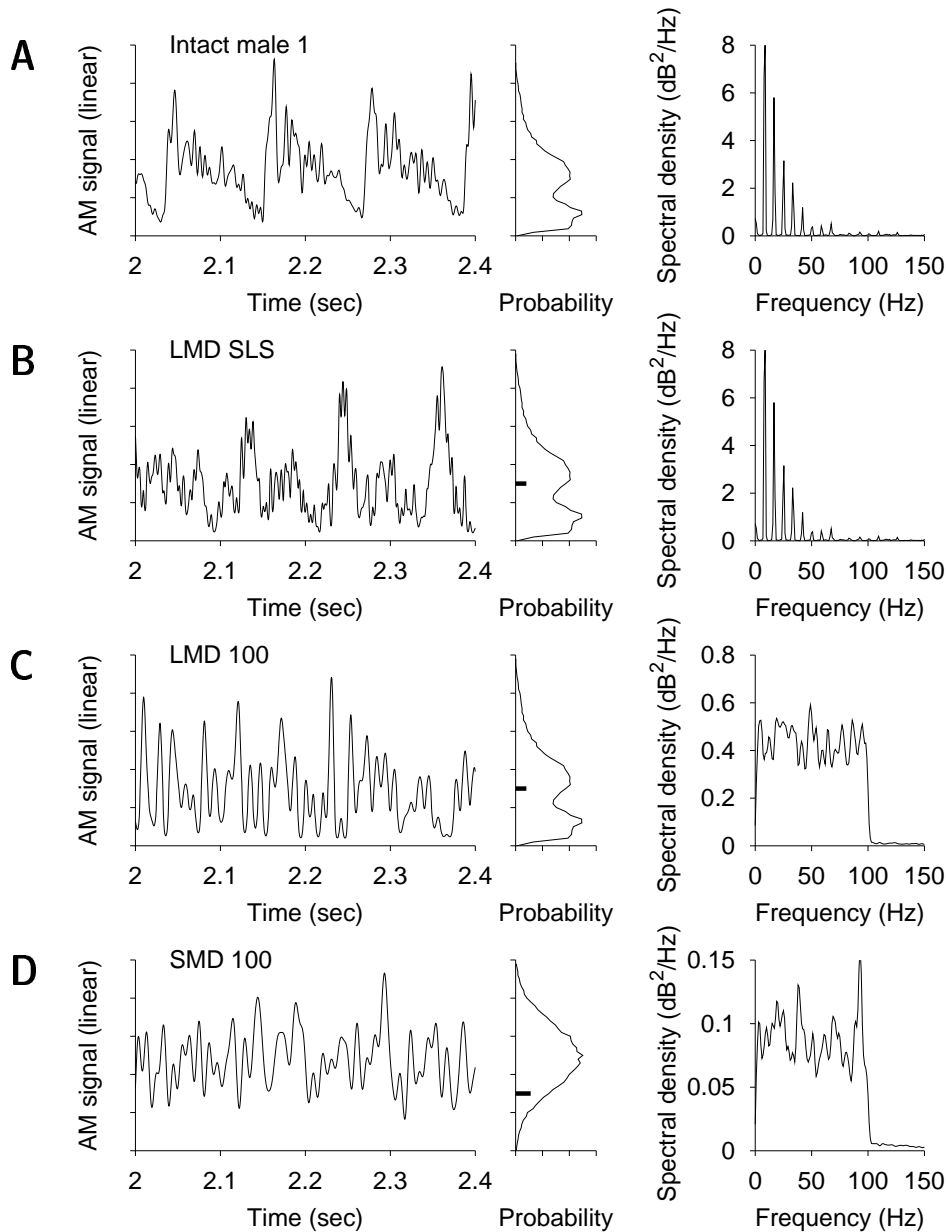 A
Intact male 1
AM signal (linear)
2 2.1 2.2 2.3 2.4
Time (sec)
Probability
Spectral density (dB²/Hz)
8
6
4
2
0
0 50 100 150
Frequency (Hz)
B
LMD SLS
AM signal (linear)
2 2.1 2.2 2.3 2.4
Time (sec)
Probability
Spectral density (dB²/Hz)
8
6
4
2
0
0 50 100 150
Frequency (Hz)
C
LMD 100
AM signal (linear)
2 2.1 2.2 2.3 2.4
Time (sec)
Probability
Spectral density (dB²/Hz)
0.8
0.6
0.4
0.2
0
0 50 100 150
Frequency (Hz)
D
SMD 100
AM signal (linear)
2 2.1 2.2 2.3 2.4
Time (sec)
Probability
Spectral density (dB²/Hz)
0.15
0.1
0.05
0
0 50 100 150
Frequency (Hz)